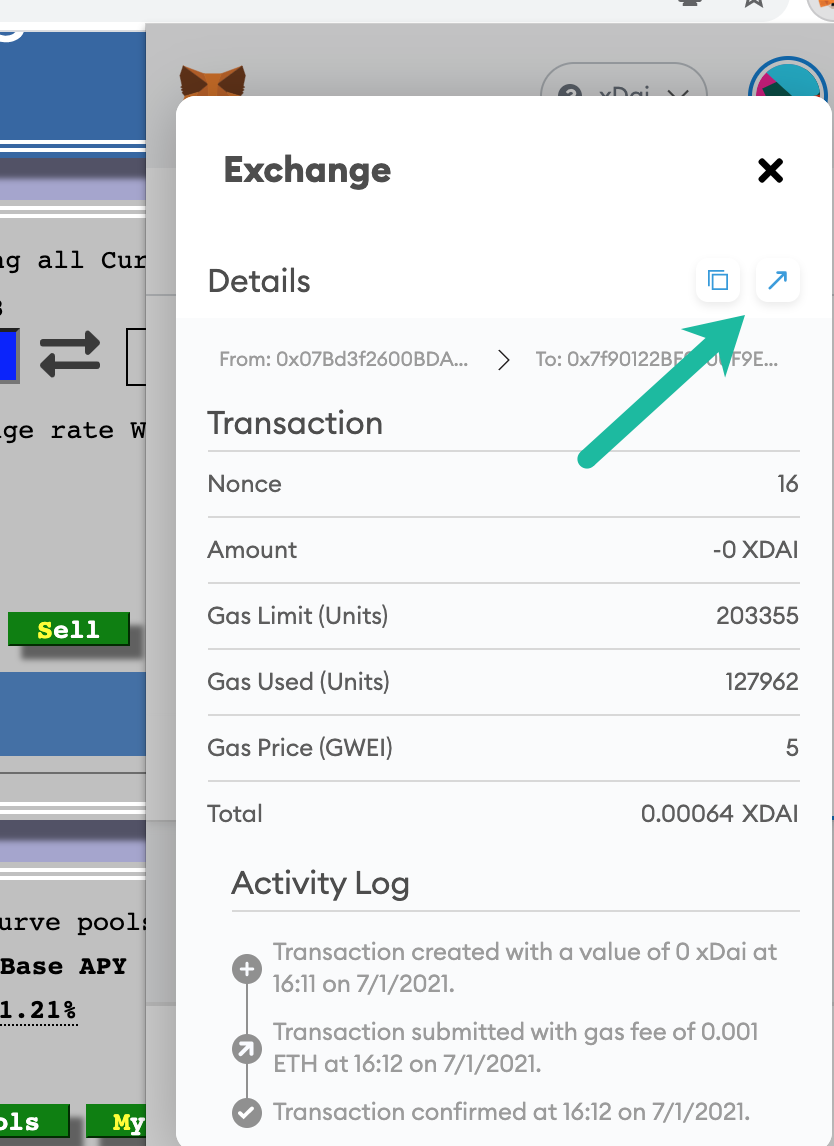 xDai
Exchange
Details
From: 0x07Bd3f2600BDA...
To:
Transaction
Nonce 16
Amount -0 XDAI
Gas Limit (Units) 203355
Gas Used (Units) 127962
Gas Price (GWEI) 5
Total 0.00064 XDAI
Activity Log
Transaction created with a value of 0 xDai at
16:11 on 7/1/2021.
Transaction submitted with gas fee of 0.001
ETH at 16:12 on 7/1/2021.
Transaction confirmed at 16:12 on 7/1/2021.
ng all Cur
ge rate W
Sell
urve pools
Base APY
1.21%
ols
My